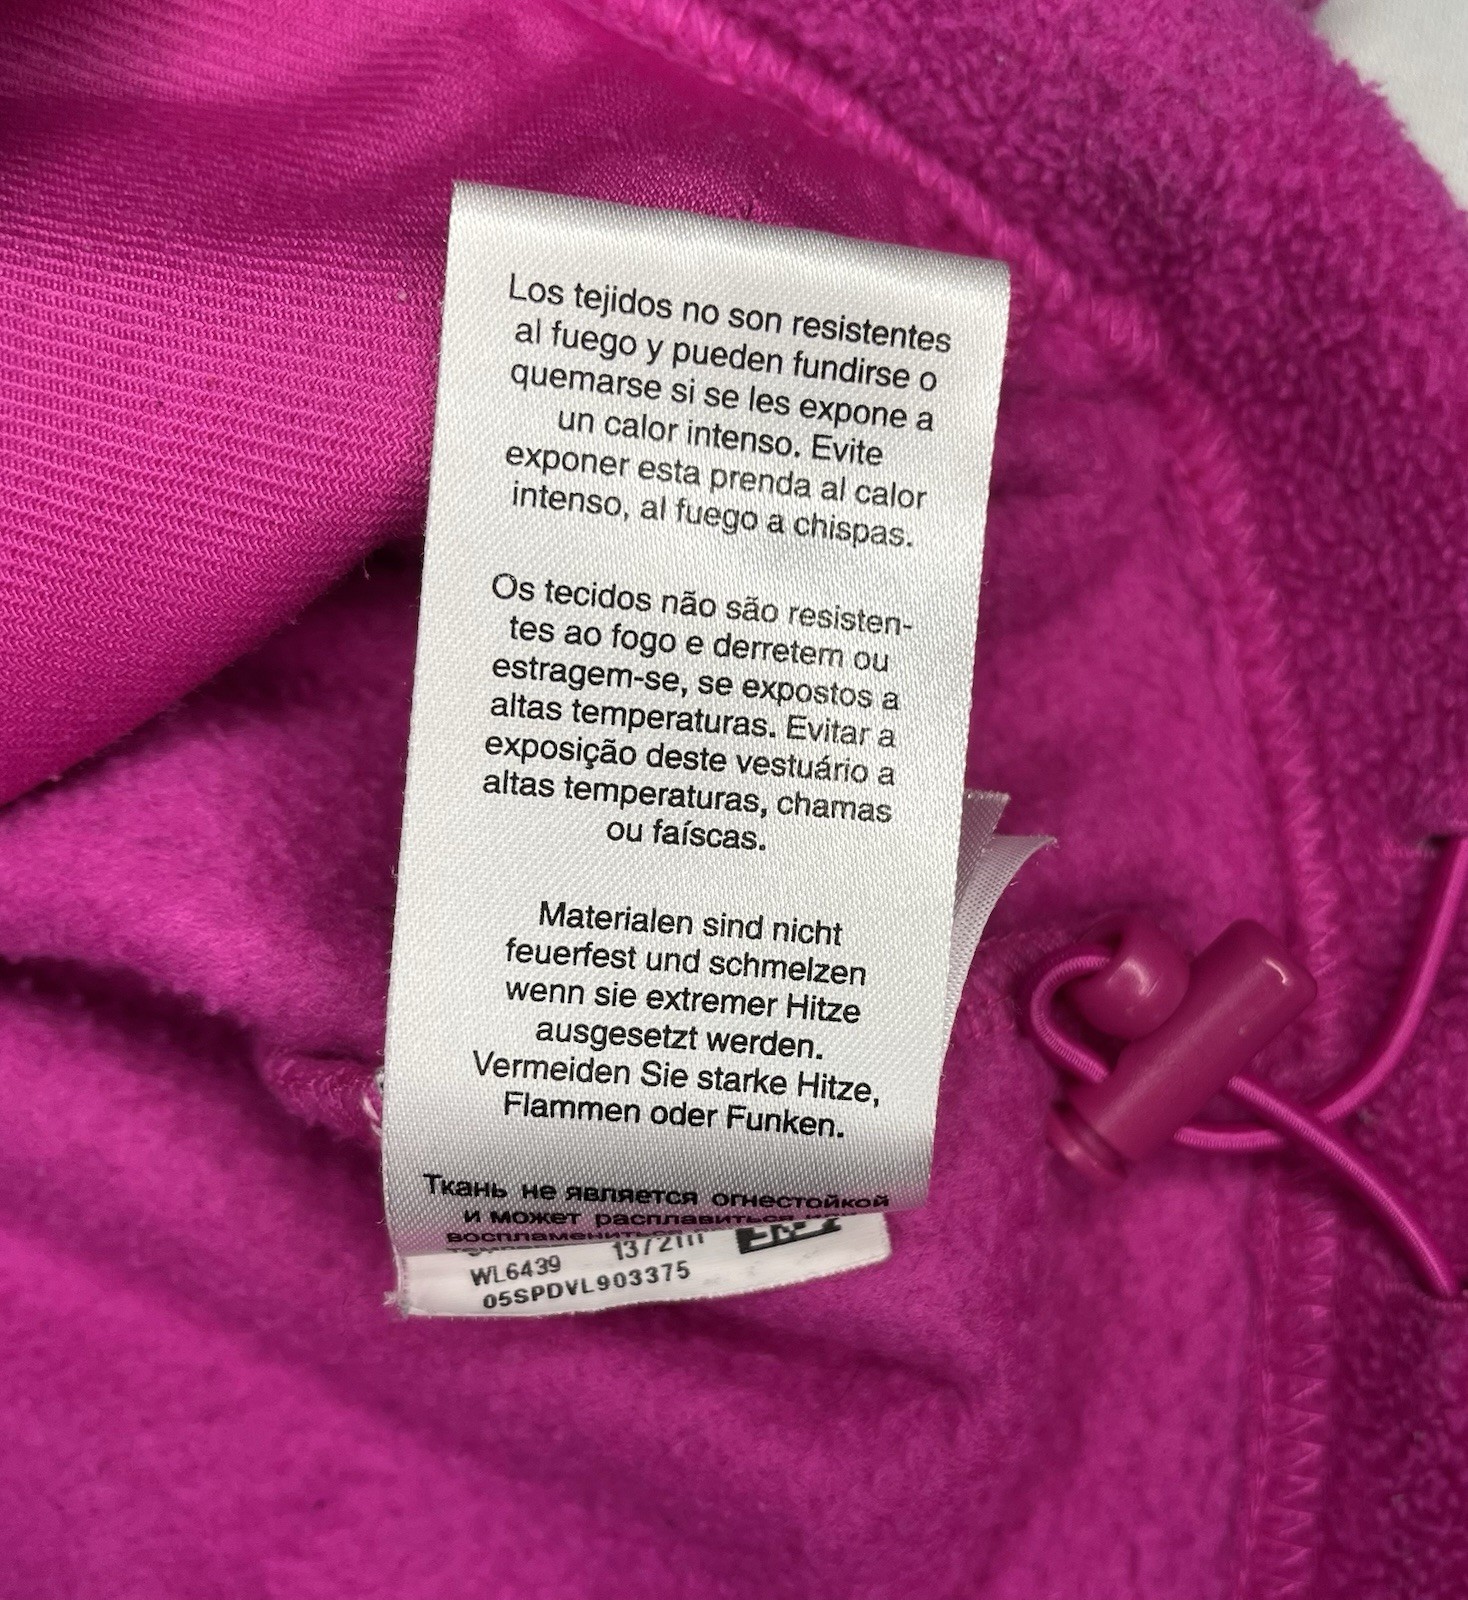 Los tejidos no son resistentes
al fuego y pueden fundirse o
quemarse si se les expone a
un calor intenso. Evite
exponer esta prenda al calor
intenso, al fuego a chispas.
Os tecidos não são resisten-
tes ao fogo e derretem ou
estragem-se, se expostos a
altas temperaturas. Evitar a
exposição deste vestuário a
altas temperaturas, chamas
ou faíscas.
Materialen sind nicht
feuerfest und schmelzen
wenn sie extremer Hitze
ausgesetzt werden.
Vermeiden Sie starke Hitze,
Flammen oder Funken.
Ткань не является огнестойкой
и может расплавиться или
воспламениться
WL6439
05SPDVL903375